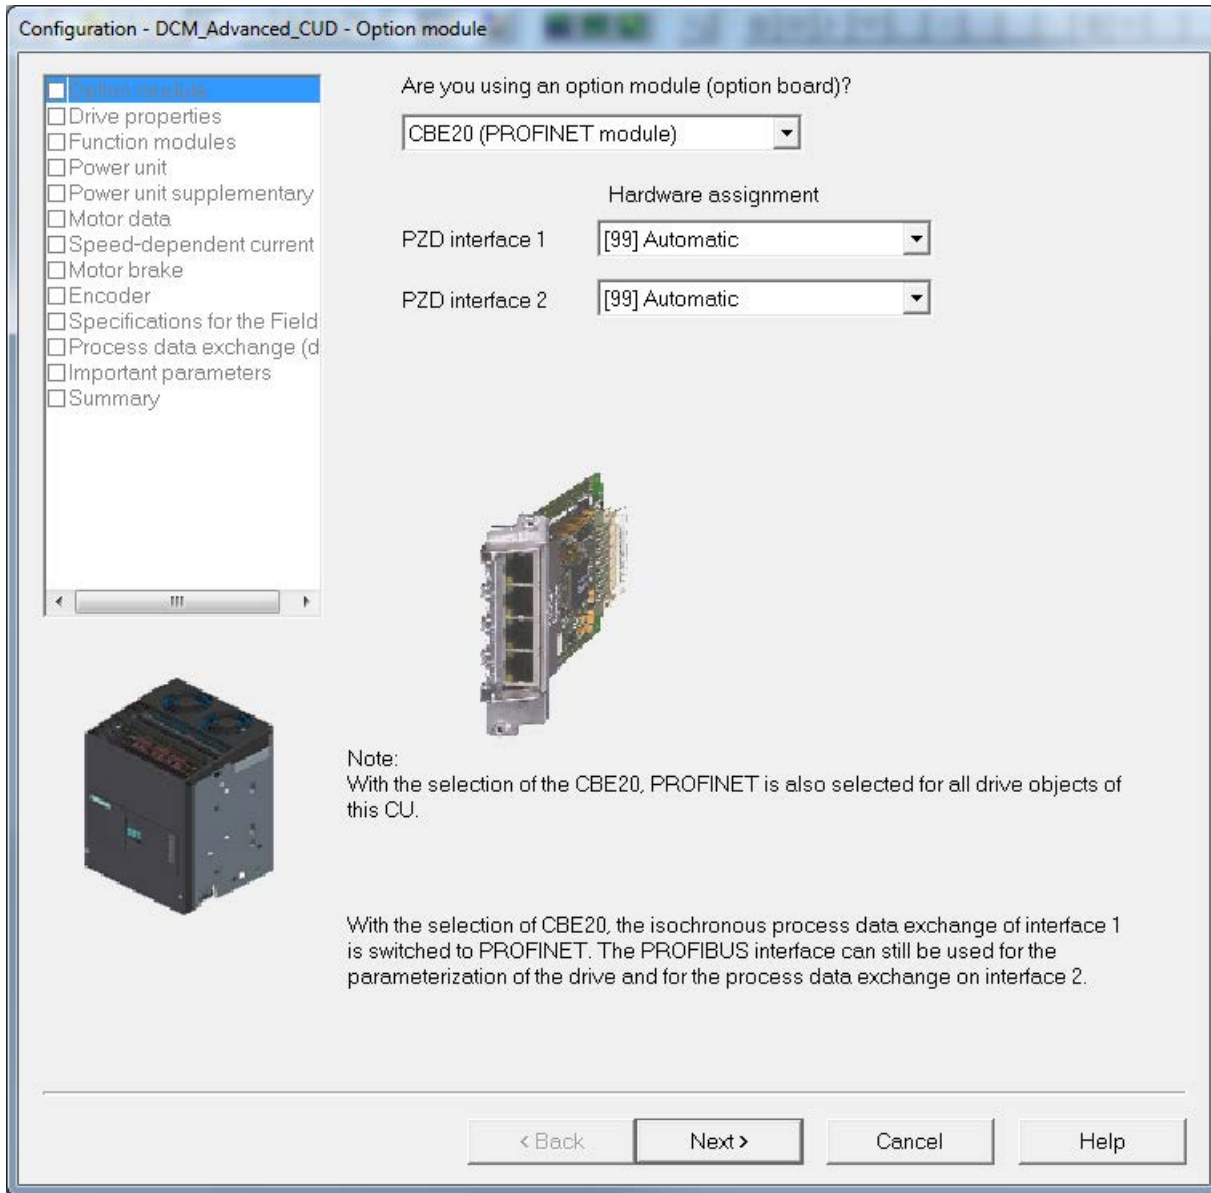 Configuration - DCM_Advanced_CUD - Option module
Option module
Drive properties
Function modules
Power unit
Power unit supplementary
Motor data
Speed-dependent current
Motor brake
Encoder
Specifications for the Field
Process data exchange (d
Important parameters
Summary
Are you using an option module (option board)?
CBE20 (PROFINET module)
Hardware assignment
PZD interface 1
[99] Automatic
PZD interface 2
[99] Automatic
Note:
With the selection of the CBE20, PROFINET is also selected for all drive objects of
this CU.
With the selection of CBE20, the isochronous process data exchange of interface 1
is switched to PROFINET. The PROFIBUS interface can still be used for the
parameterization of the drive and for the process data exchange on interface 2.
< Back
Next >
Cancel
Help